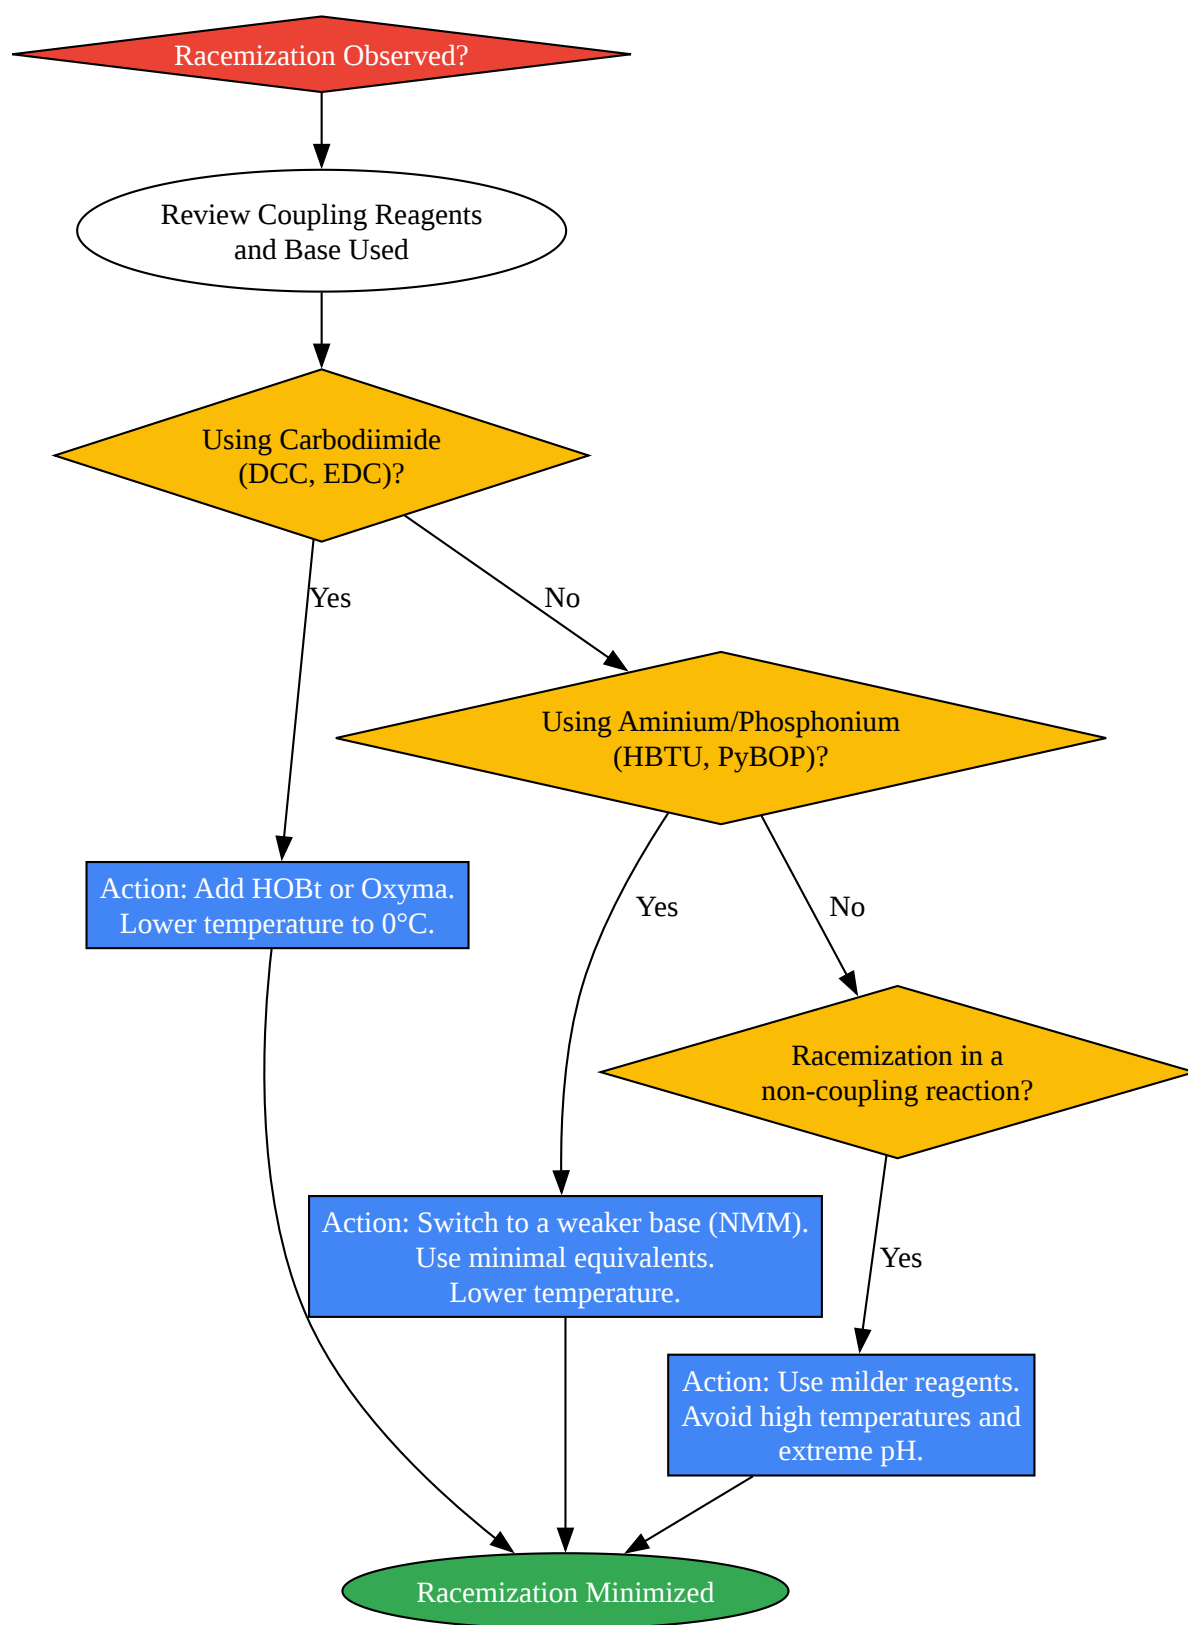 Racemization Observed?
Review Coupling Reagents
and Base Used
Using Carbodiimide
(DCC, EDC)?
Yes
No
Using Aminium/Phosphonium
(HBTU, PyBOP)?
Action: Add HOBt or Oxyma.
Lower temperature to 0°C.
Yes
No
Racemization in a
non-coupling reaction?
Action: Switch to a weaker base (NMM).
Use minimal equivalents.
Lower temperature.
Yes
Action: Use milder reagents.
Avoid high temperatures and
extreme pH.
Racemization Minimized